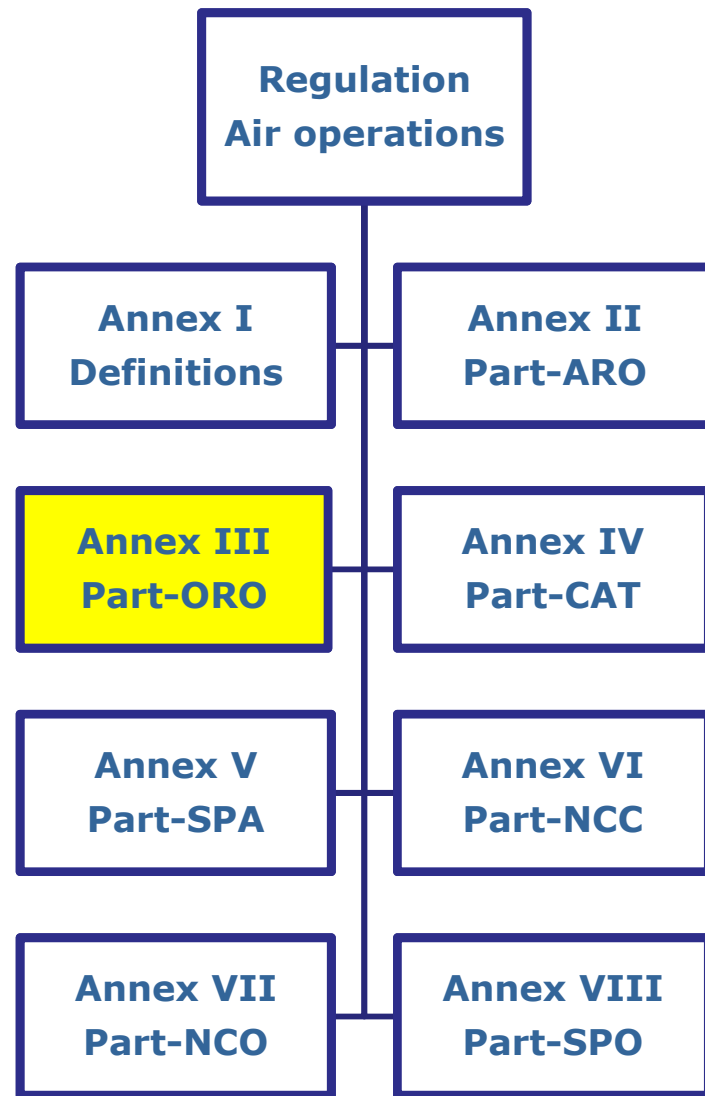 Regulation
Air operations
Annex I
Definitions
Annex II
Part-ARO
Annex III
Part-ORO
Annex IV
Part-CAT
Annex V
Part-SPA
Annex VI
Part-NCC
Annex VII
Part-NCO
Annex VIII
Part-SPO